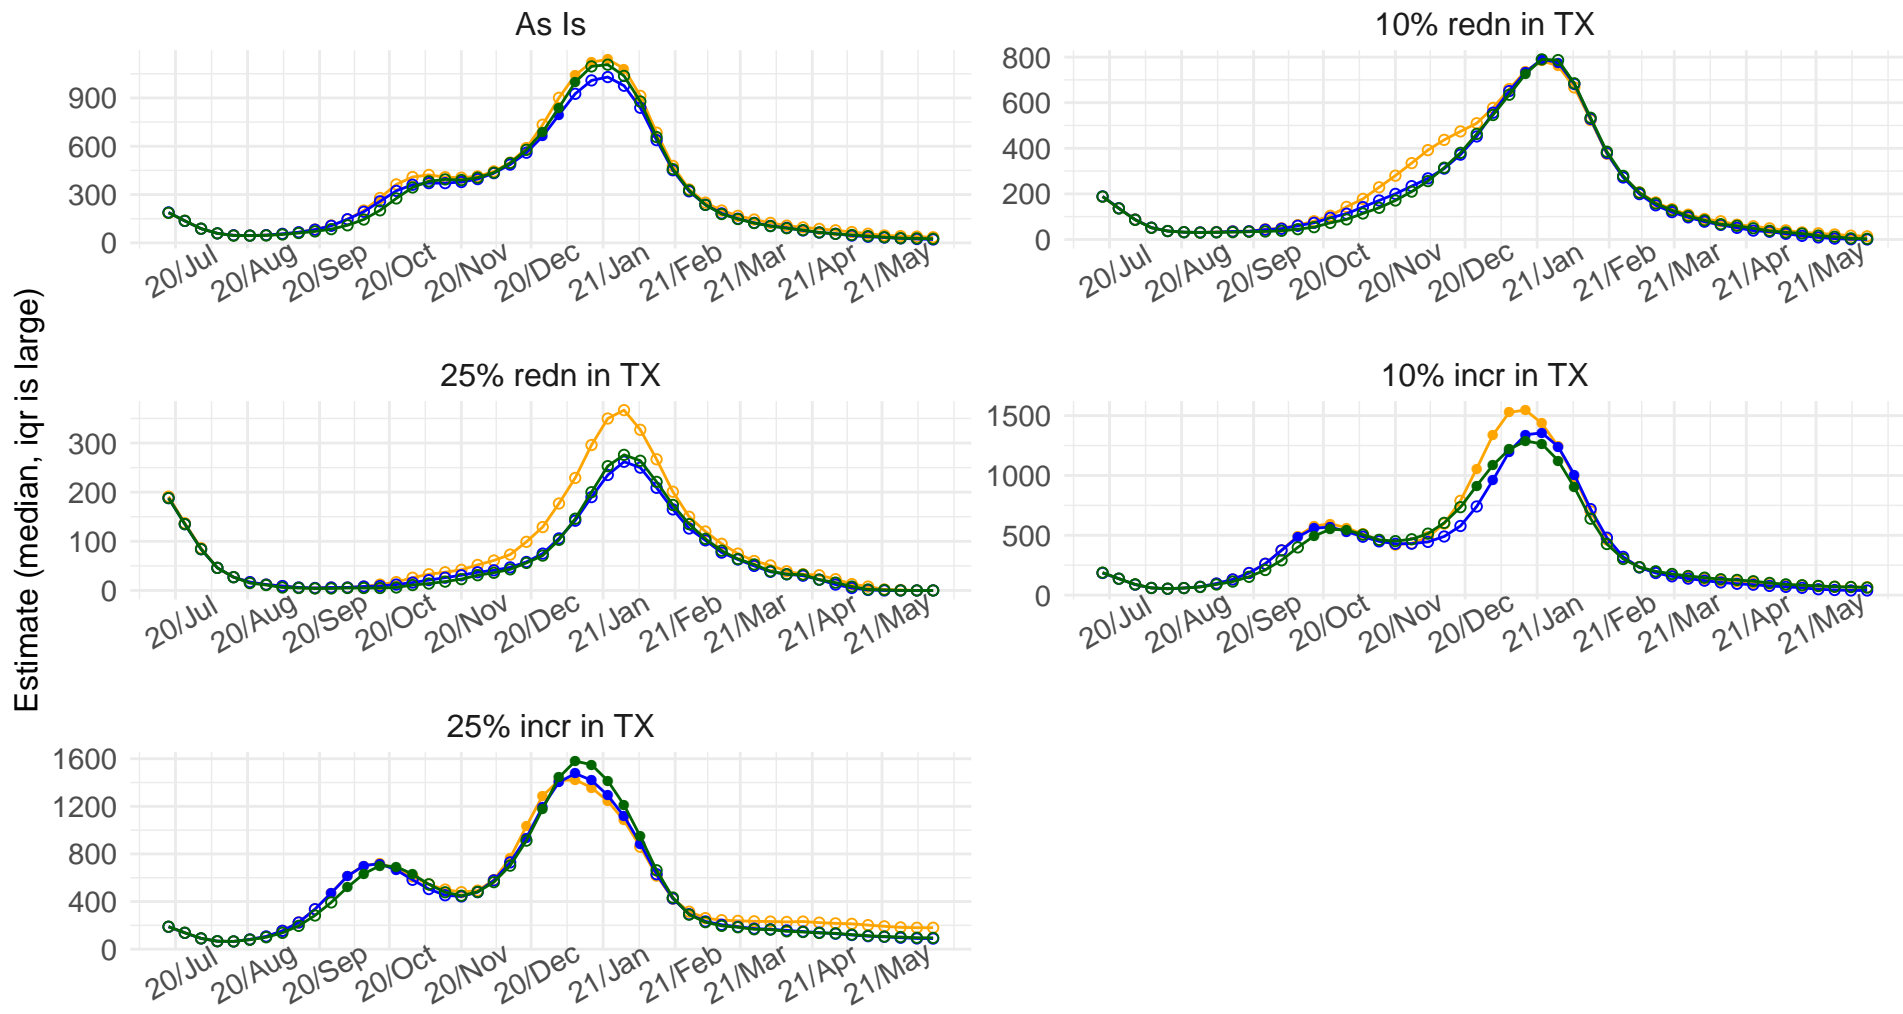 As Is
900
600
300
0
20/Jul
20/Aug
20/Sep
20/Oct
20/Nov
20/Dec
21/Jan
21/Feb
21/Mar
21/Apr
21/May
10% redn in TX
800
600
400
200
0
20/Jul
20/Aug
20/Sep
20/Oct
20/Nov
20/Dec
21/Jan
21/Feb
21/Mar
21/Apr
21/May
Estimate (median, iqr is large)
25% redn in TX
300
200
100
0
20/Jul
20/Aug
20/Sep
20/Oct
20/Nov
20/Dec
21/Jan
21/Feb
21/Mar
21/Apr
21/May
10% incr in TX
1500
1000
500
0
20/Jul
20/Aug
20/Sep
20/Oct
20/Nov
20/Dec
21/Jan
21/Feb
21/Mar
21/Apr
21/May
25% incr in TX
1600
1200
800
400
0
20/Jul
20/Aug
20/Sep
20/Oct
20/Nov
20/Dec
21/Jan
21/Feb
21/Mar
21/Apr
21/May